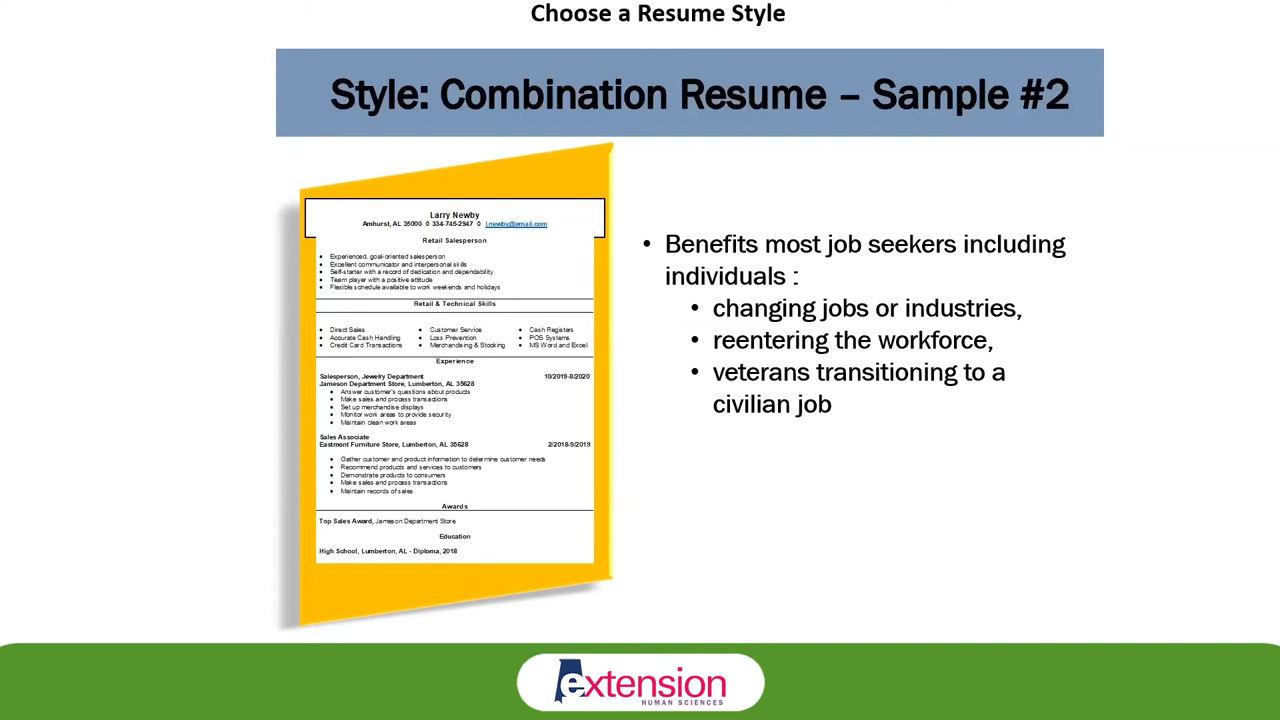 Choose a Resume Style
Style: Combination Resume – Sample #2
Larry Newby
Amhurst, AL 35000 ◊ 334-745-2947 ◊ l.newby@email.com
Retail Salesperson
• Experienced, goal-oriented salesperson
• Excellent communicator and interpersonal skills
• Self-starter with a record of dedication and dependability
• Team player with a positive attitude
• Flexible schedule available to work weekends and holidays
Retail & Technical Skills
• Direct Sales • Customer Service • Cash Registers
• Accurate Cash Handling • Loss Prevention • POS Systems
• Credit Card Transactions • Merchandising & Stocking • MS Word and Excel
Experience
Salesperson, Jewelry Department 10/2019-8/2020
Jameson Department Store, Lumberton, AL 35628
• Answer customer's questions about products
• Make sales and process transactions
• Set up merchandise displays
• Monitor work areas to provide security
• Maintain clean work areas
Sales Associate
Eastmont Furniture Store, Lumberton, AL 35628 2/2018-9/2019
• Gather customer and product information to determine customer needs
• Recommend products and services to customers
• Demonstrate products to consumers
• Make sales and process transactions
• Maintain records of sales
Awards
Top Sales Award, Jameson Department Store
Education
High School, Lumberton, AL - Diploma, 2018
• Benefits most job seekers including
individuals :
• changing jobs or industries,
• reentering the workforce,
• veterans transitioning to a
civilian job
extension
HUMAN SCIENCES